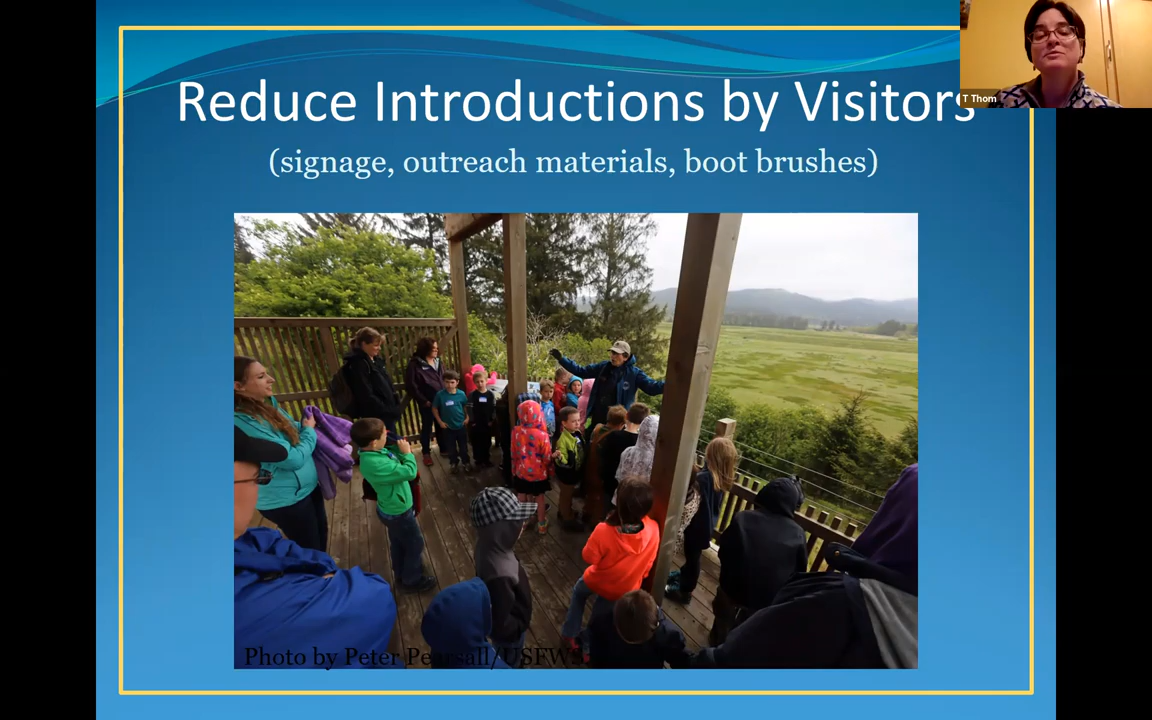 Reduce Introductions by Visitors
(signage, outreach materials, boot brushes)
T Thom
Photo by Peter Pearsall/USFWS